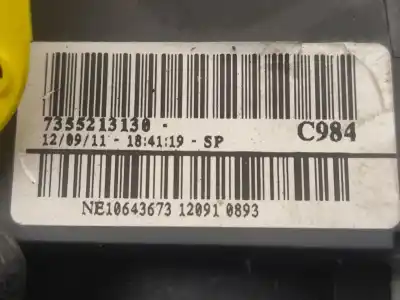 7355213130 -
C984
12/09/11 - 18:41:19 - SP
NE10643673 12091 0893